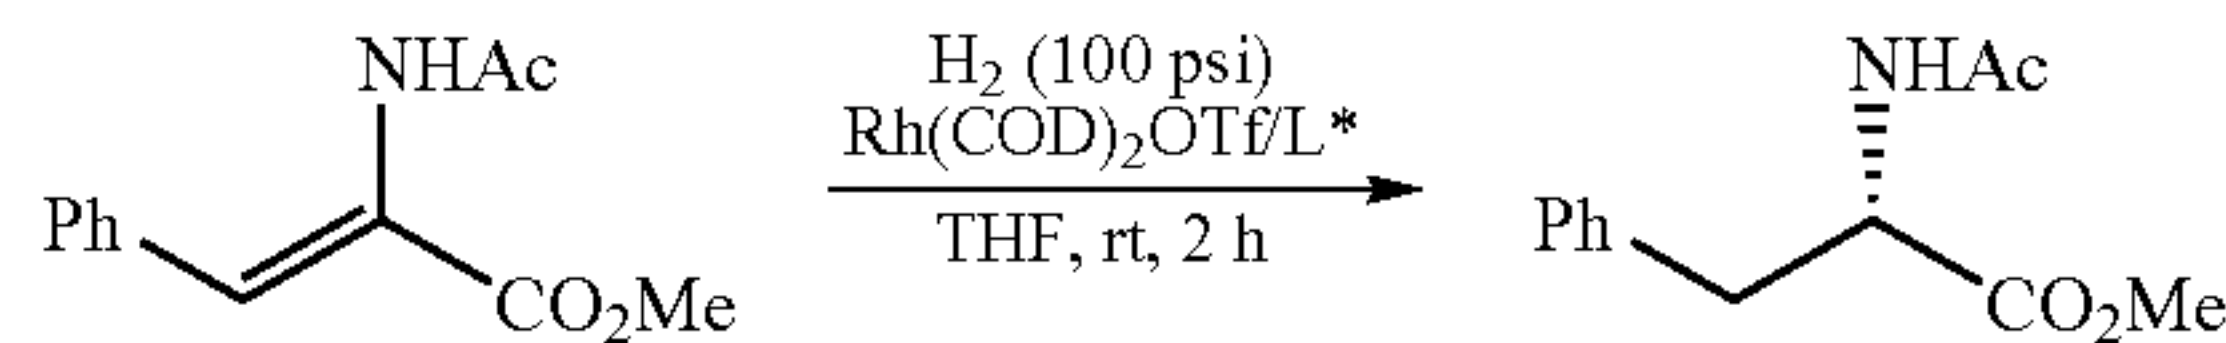 NHAc
Ph
CO₂Me
H₂ (100 psi)
Rh(COD)₂OTf/L*
THF, rt, 2 h
NHAc
Ph
CO₂Me